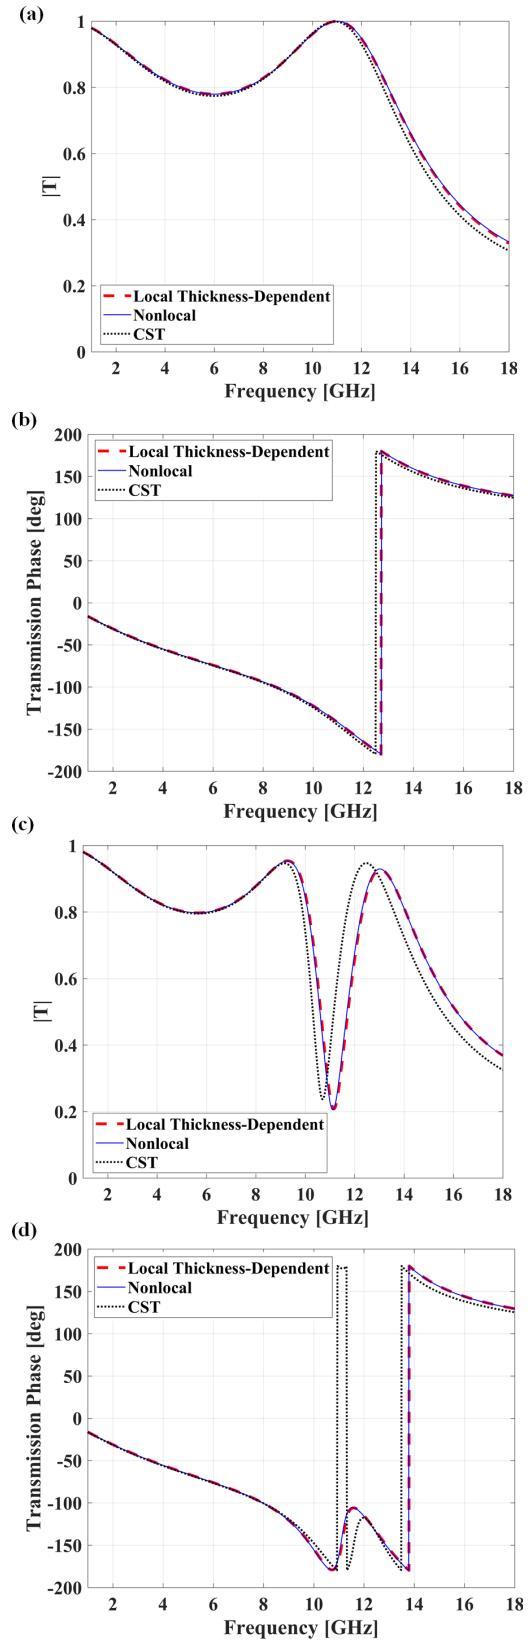 (a)
1
0.8
0.6
0.4
0.2
0
|T|
Local Thickness-Dependent
Nonlocal
CST
2 4 6 8 10 12 14 16 18
Frequency [GHz]
(b)
200
150
100
50
0
-50
-100
-150
-200
Transmission Phase [deg]
Local Thickness-Dependent
Nonlocal
CST
2 4 6 8 10 12 14 16 18
Frequency [GHz]
(c)
1
0.8
0.6
0.4
0.2
0
|T|
Local Thickness-Dependent
Nonlocal
CST
2 4 6 8 10 12 14 16 18
Frequency [GHz]
(d)
200
150
100
50
0
-50
-100
-150
-200
Transmission Phase [deg]
Local Thickness-Dependent
Nonlocal
CST
2 4 6 8 10 12 14 16 18
Frequency [GHz]